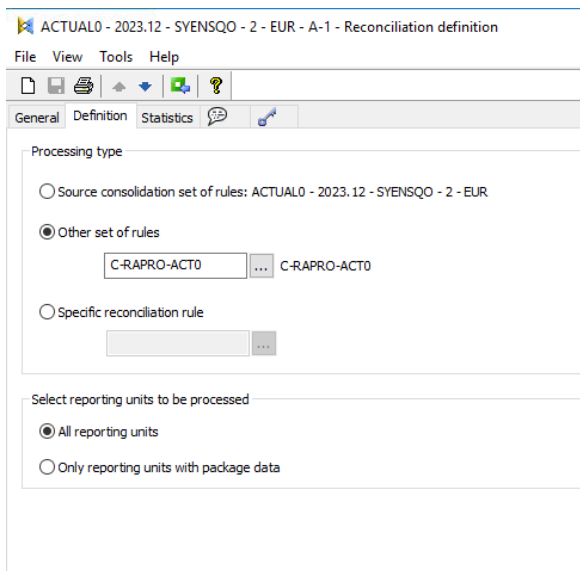 ACTUAL0 - 2023.12 - SYENSQO - 2 - EUR - A-1 - Reconciliation definition
File View Tools Help
General Definition Statistics
Processing type
Source consolidation set of rules: ACTUAL0 - 2023.12 - SYENSQO - 2 - EUR
Other set of rules
C-RAPRO-ACT0 ... C-RAPRO-ACT0
Specific reconciliation rule
...
Select reporting units to be processed
All reporting units
Only reporting units with package data